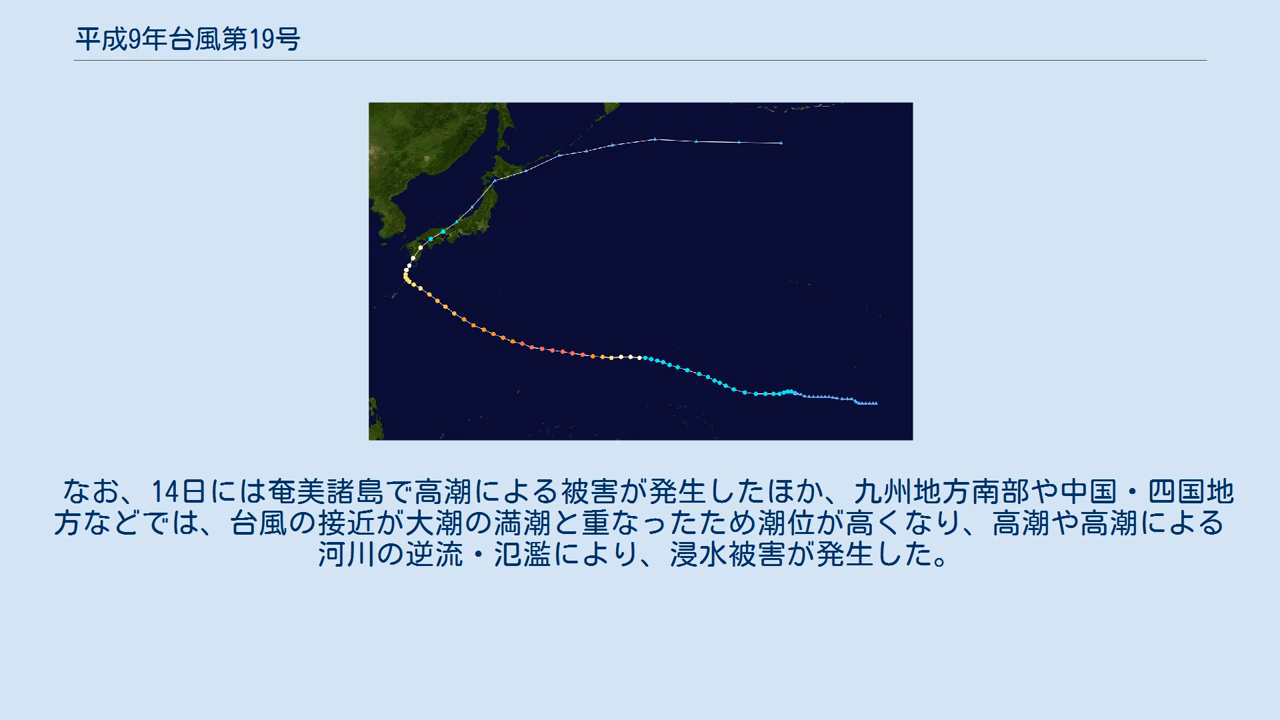 平成9年台風第19号
なお、14日には奄美諸島で高潮による被害が発生したほか、九州地方南部や中国・四国地
方などでは、台風の接近が大潮の満潮と重なったため潮位が高くなり、高潮や高潮による
河川の逆流・氾濫により、浸水被害が発生した。